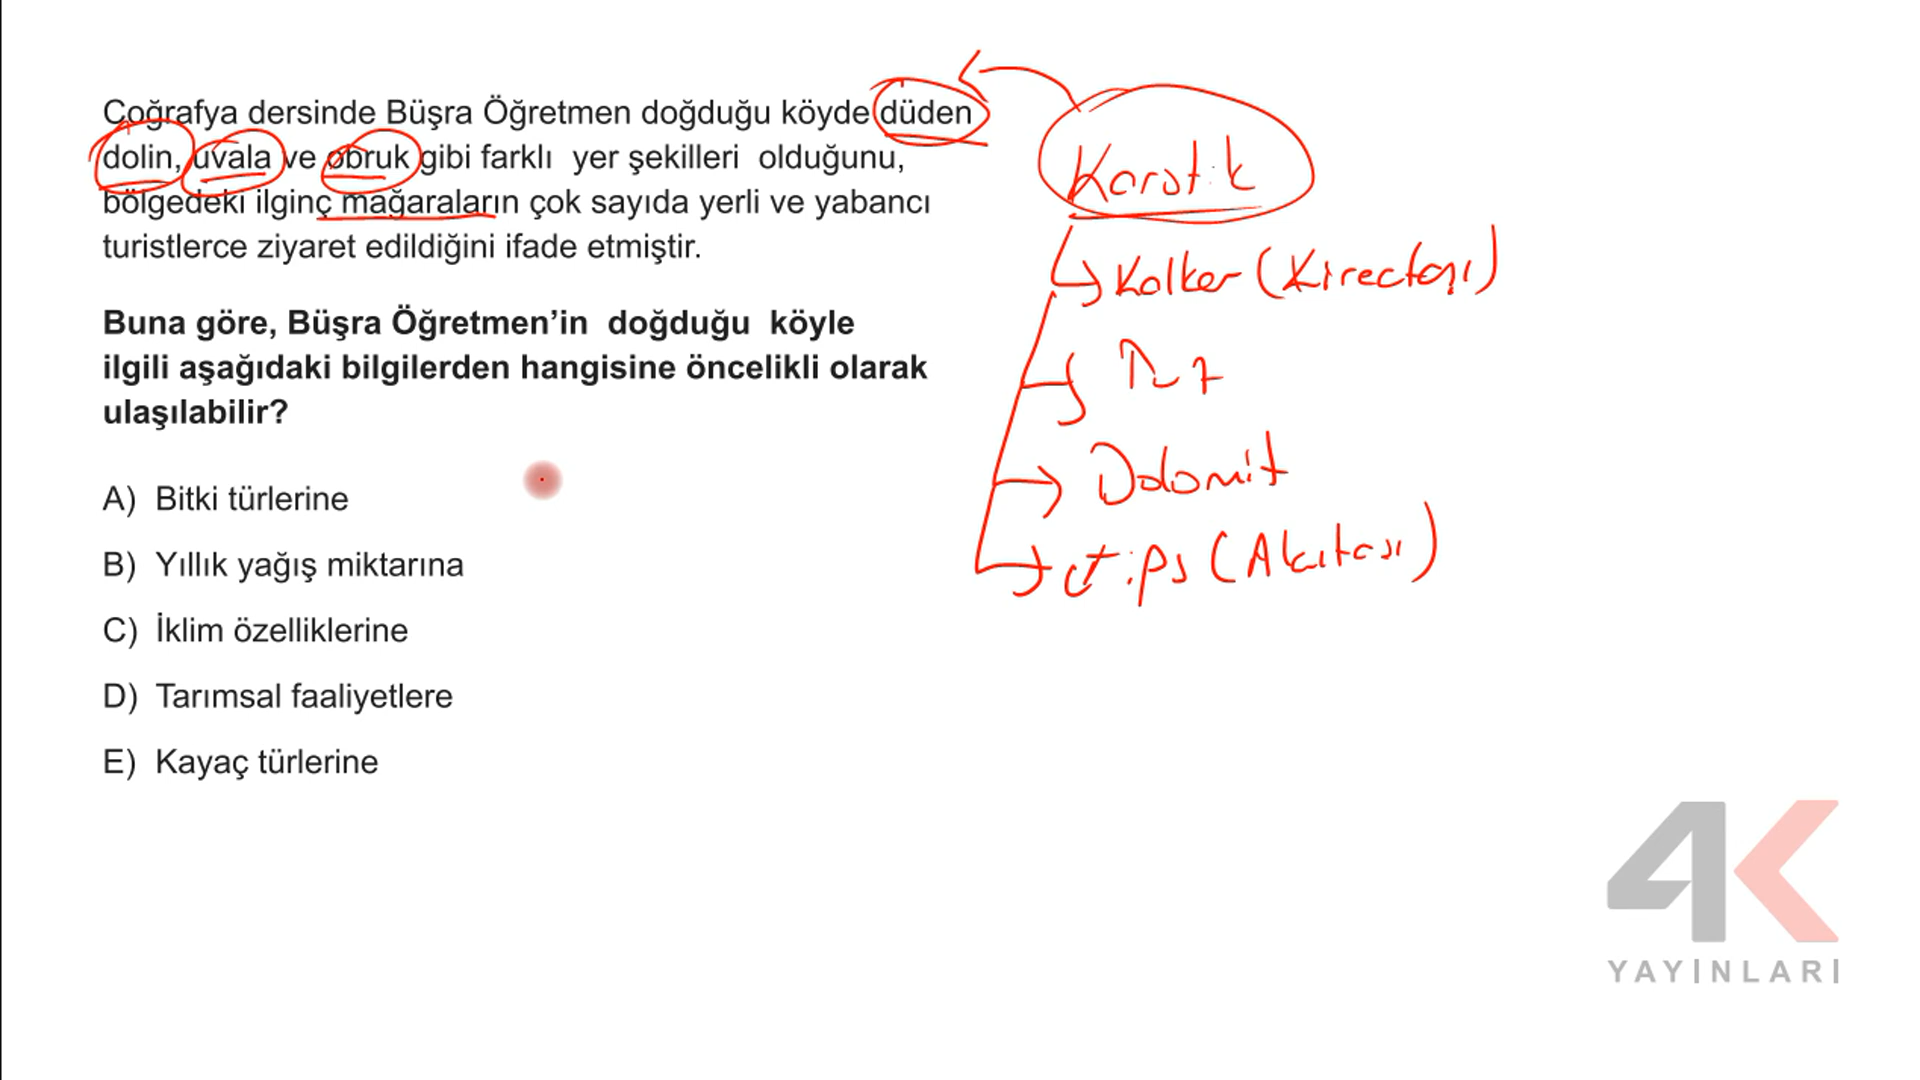 Coğrafya dersinde Büşra Öğretmen doğduğu köyde düden
dolin, uvala ve obruk gibi farklı yer şekilleri olduğunu,
bölgedeki ilginç mağaraların çok sayıda yerli ve yabancı
turistlerce ziyaret edildiğini ifade etmiştir.
Buna göre, Büşra Öğretmen’in doğduğu köyle
ilgili aşağıdaki bilgilerden hangisine öncelikli olarak
ulaşılabilir?
A) Bitki türlerine
B) Yıllık yağış miktarına
C) İklim özelliklerine
D) Tarımsal faaliyetlere
E) Kayaç türlerine
Karstik
Kalker (Kirectaşı)
Dolomit
Jips (Alçıtaşı)
4K
YAYINLARI